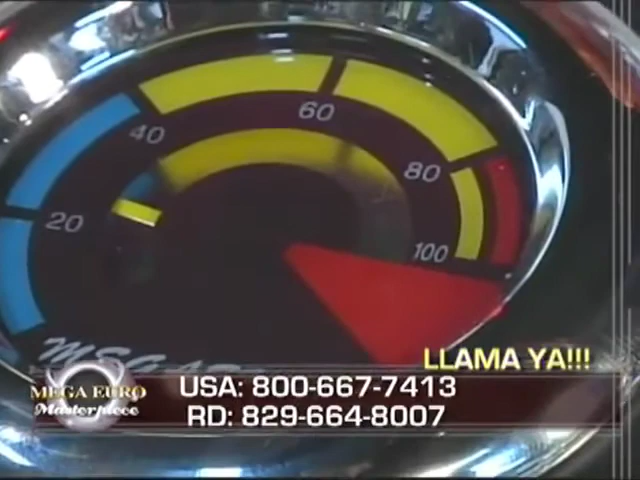 60
40
80
20
100
LLAMA YA!!!
MEGA EURO
Masterpiece
USA: 800-667-7413
RD: 829-664-8007